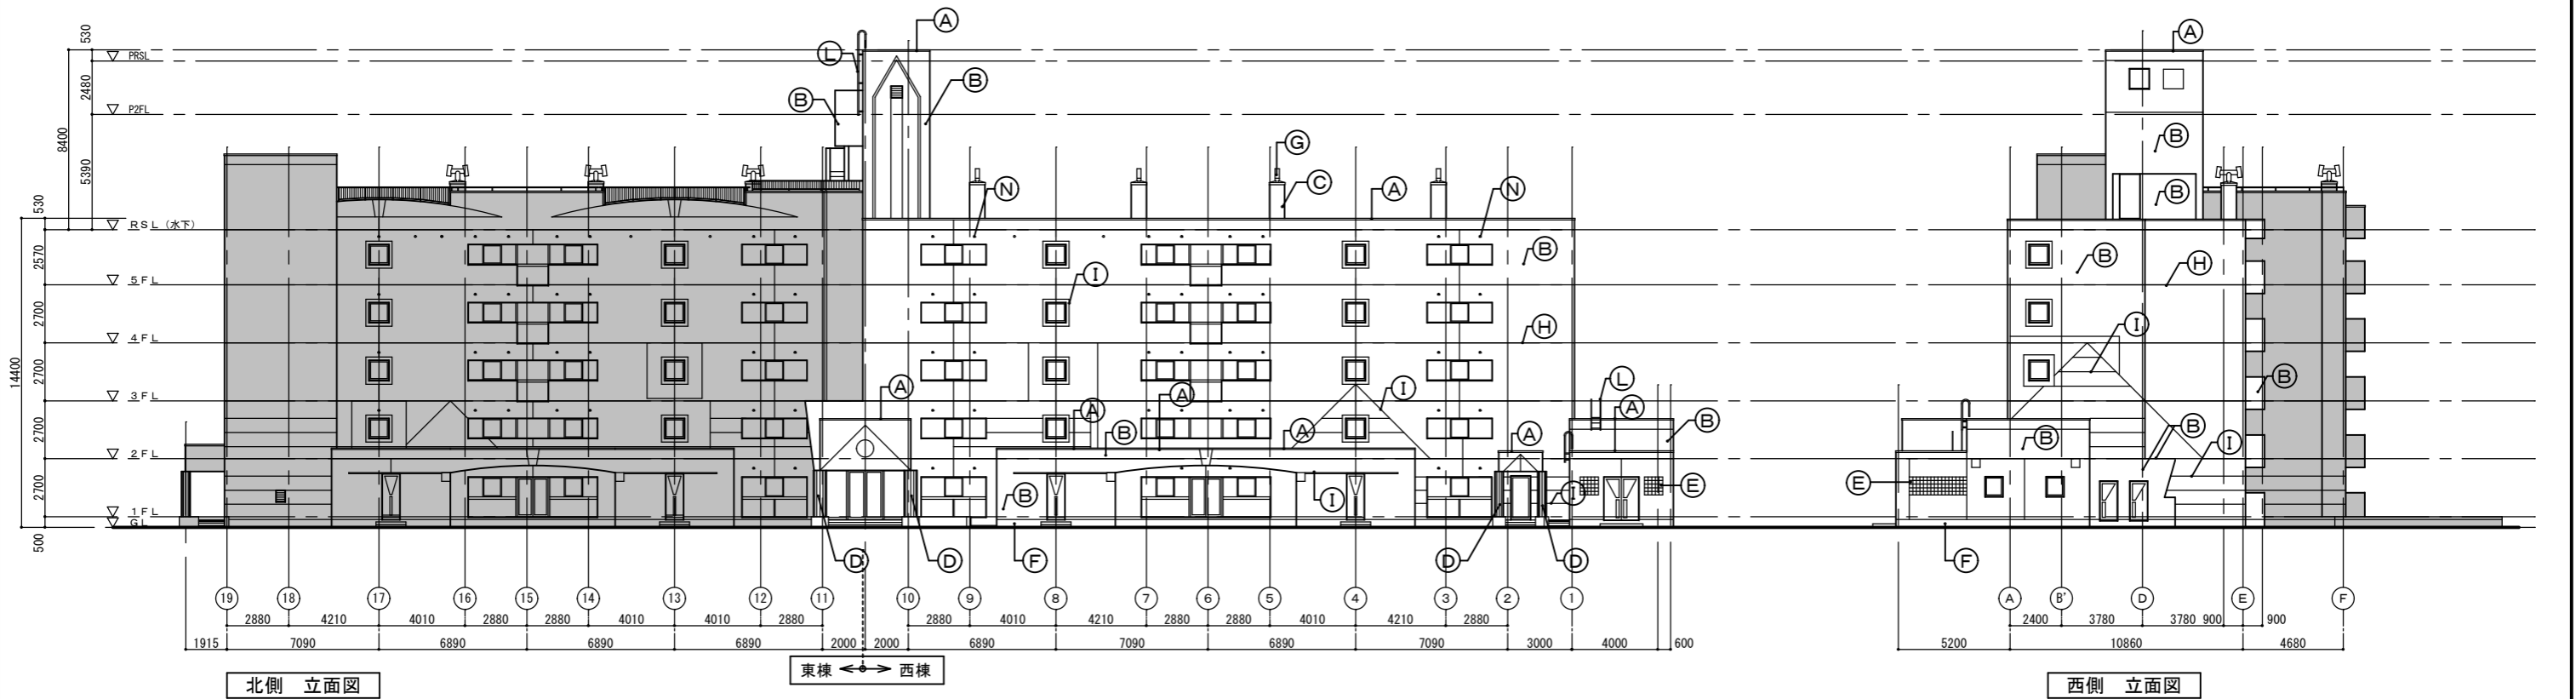 530
2480
8400
5390
530
2570
2700
2700
14400
2700
2700
500
PRSL
P2FL
RSL (水下)
5FL
4FL
3FL
2FL
1FL
GL
A
L
B
B
G
C
N
A
N
B
I
H
A
A
A
I
L
A
B
B
A
A
I
B
E
I
D
D
F
D
D
A
B
B
B
H
I
B
B
B
I
E
F
19 18 17 16 15 14 13 12 11 10 9 8 7 6 5 4 3 2 1
2880 4210 4010 2880 2880 4010 4010 2880 2880 4010 4210 2880 2880 4010 4210 2880
1915 7090 6890 6890 6890 2000 2000 6890 7090 6890 7090 3000 4000 600
A B' D E F
2400 3780 3780 900 900
5200 10860 4680
東棟 西棟
北側 立面図
西側 立面図